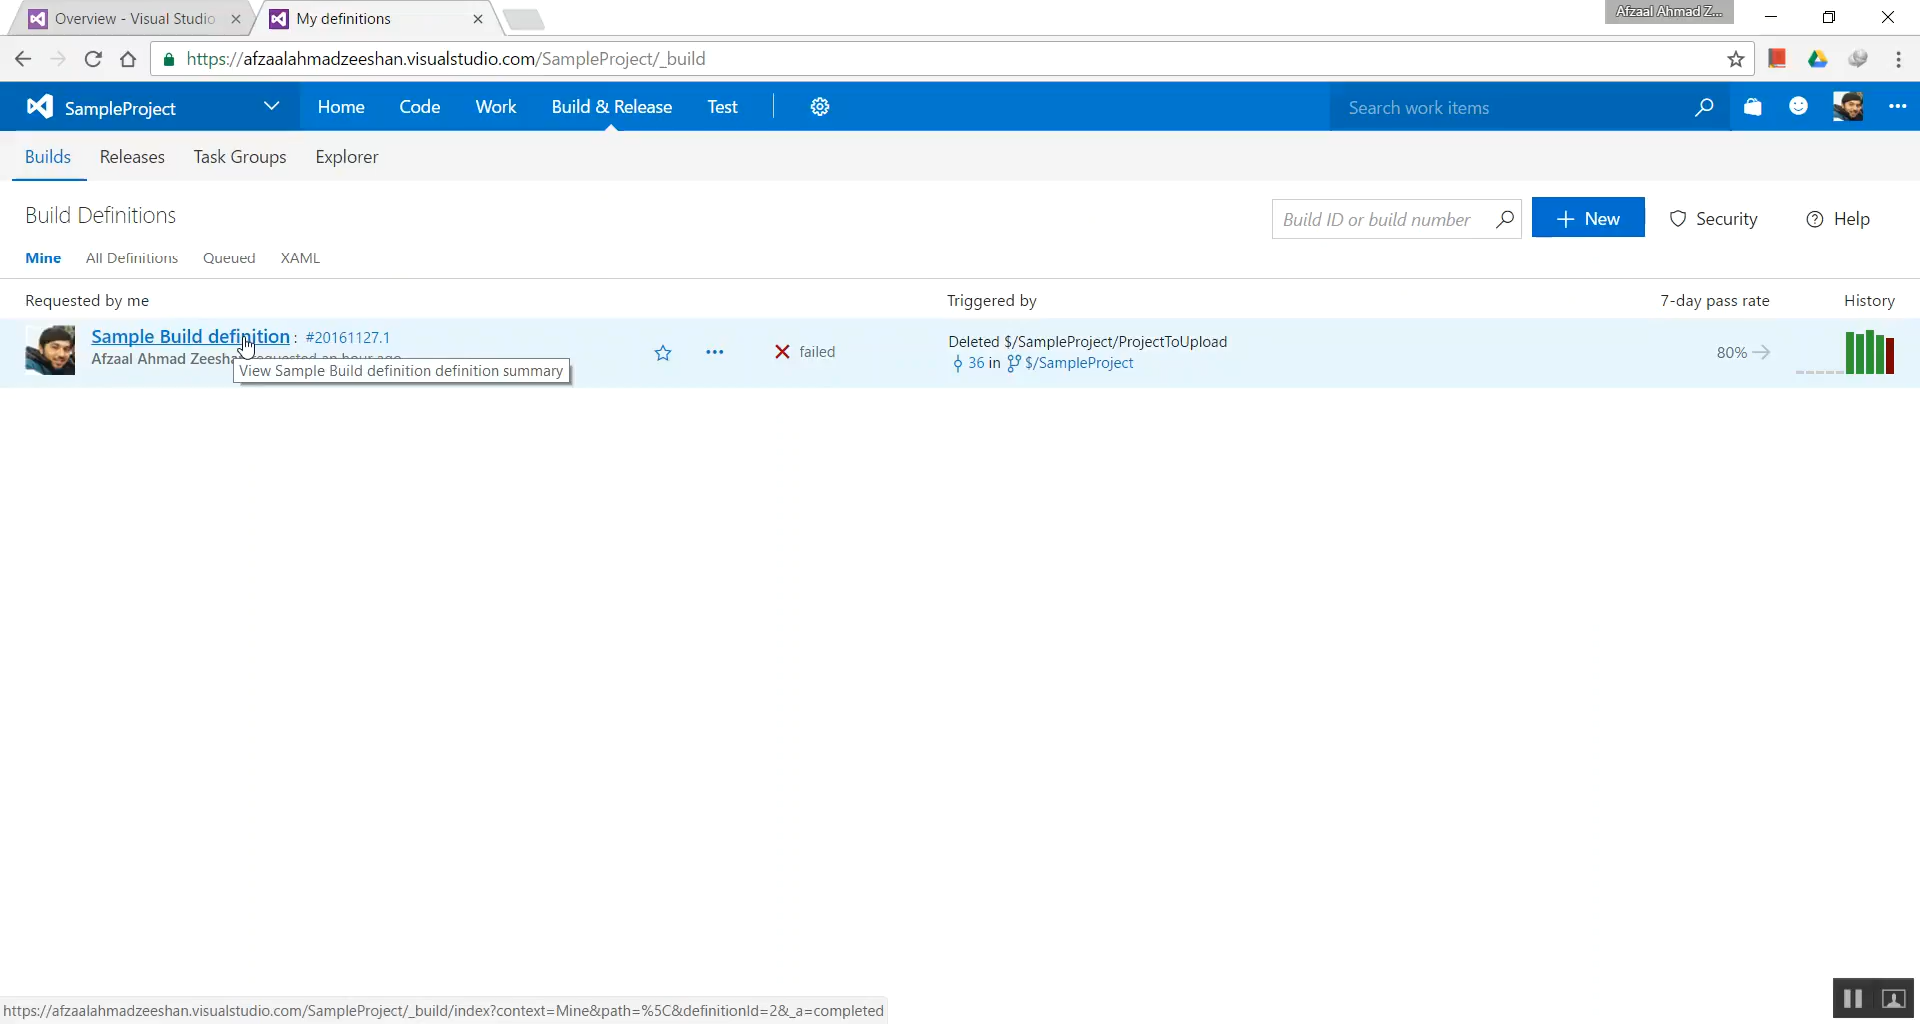 Overview - Visual Studio
My definitions
Afzaal Ahmad Z...
https://afzaalahmadzeeshan.visualstudio.com/SampleProject/_build
SampleProject
Home
Code
Work
Build & Release
Test
Search work items
Builds
Releases
Task Groups
Explorer
Build Definitions
Build ID or build number
+ New
Security
Help
Mine
All Definitions
Queued
XAML
Requested by me
Triggered by
7-day pass rate
History
Sample Build definition : #20161127.1
Afzaal Ahmad Zeesha requested an hour ago
View Sample Build definition definition summary
failed
Deleted $/SampleProject/ProjectToUpload
36 in $/SampleProject
80%
https://afzaalahmadzeeshan.visualstudio.com/SampleProject/_build/index?context=Mine&path=%5C&definitionId=2&_a=completed